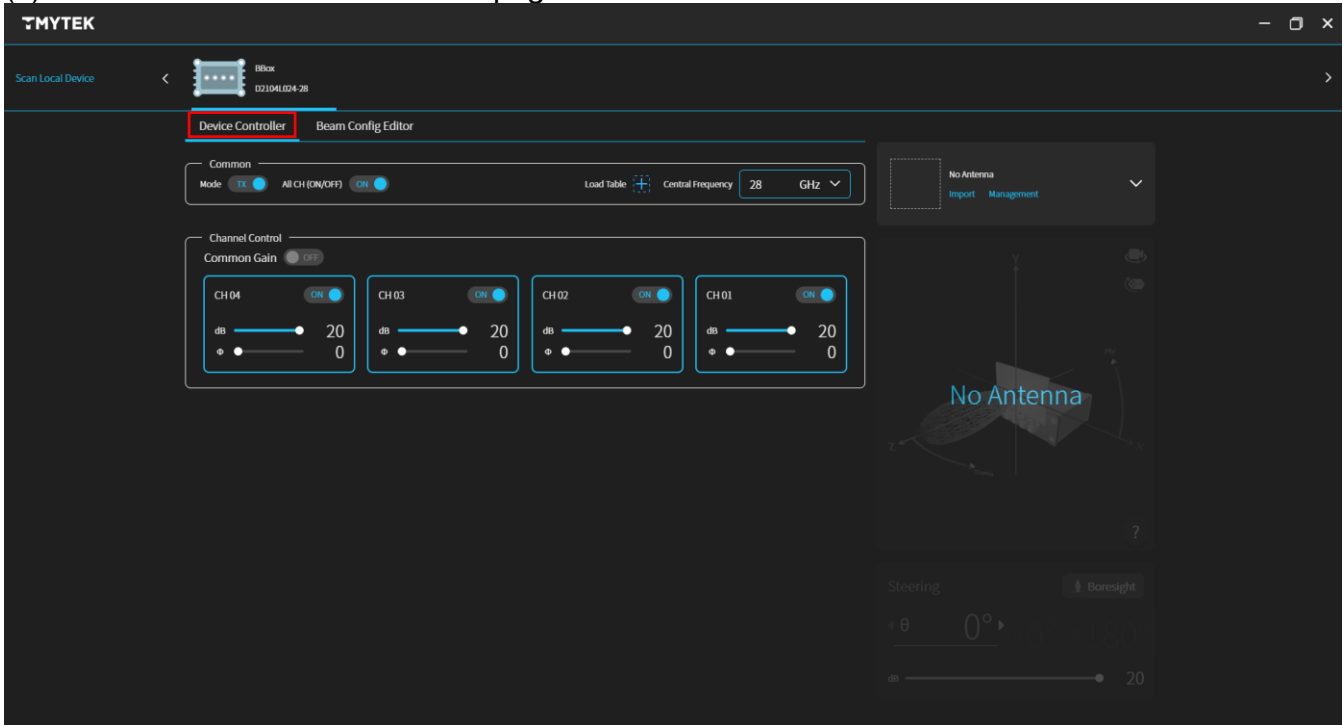 TMYTEK
Scan Local Device
BBox
D2104L024-28
Device Controller Beam Config Editor
Common
Mode TX All CH (ON/OFF) ON Load Table Central Frequency 28 GHz
No Antenna
Import Management
Channel Control
Common Gain OFF
CH 04 ON CH 03 ON CH 02 ON CH 01 ON
dB 20 dB 20 dB 20 dB 20
Φ 0 Φ 0 Φ 0 Φ 0
Y
No Antenna
Z X
?
Steering Boresight
θ 0°
dB 20